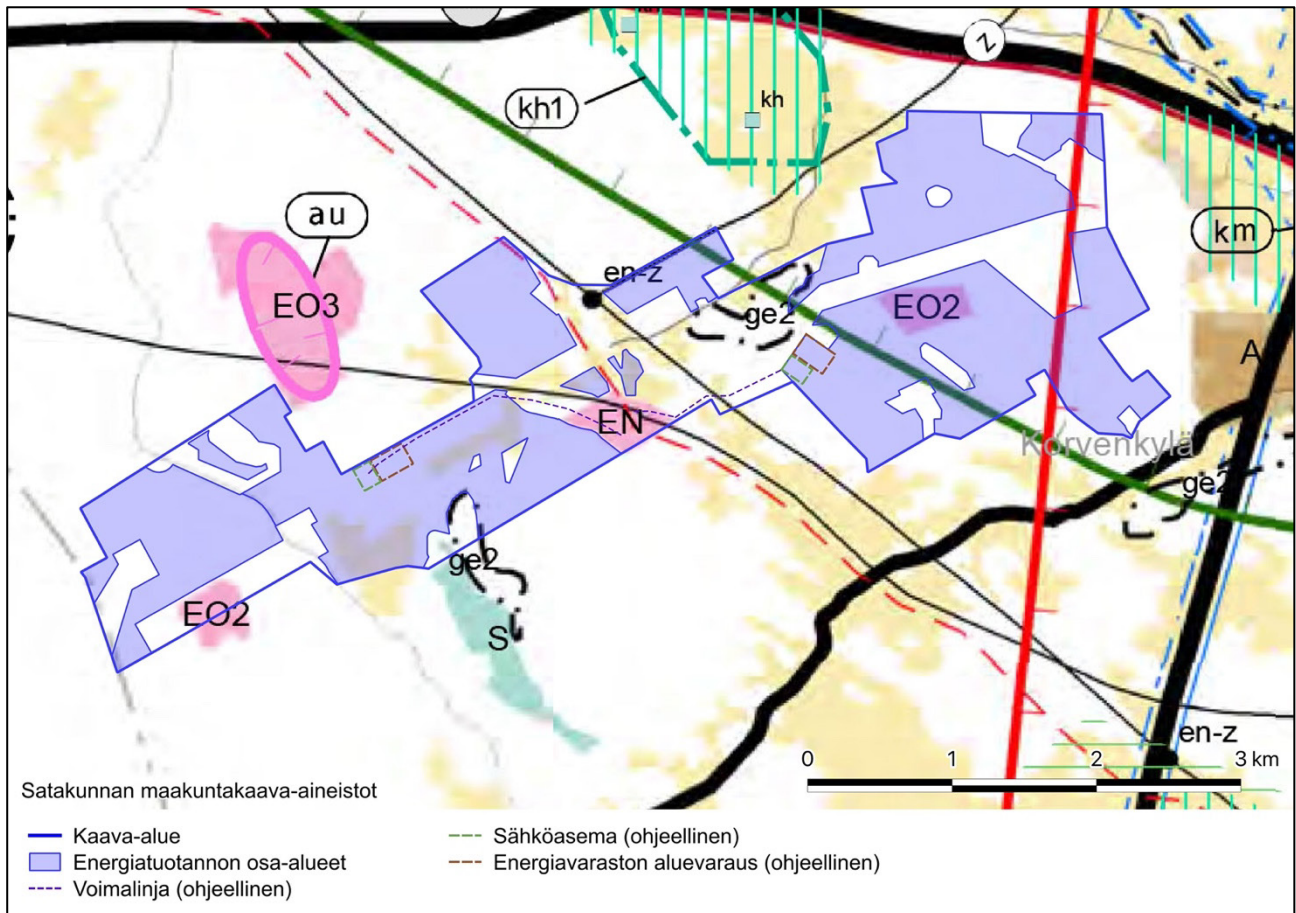 z
kh1
kh
au
km
en-z
EO3
ge2
EO2
A
EN
Korvenkylä
ge2
ge2
EO2
S
en-z
0 1 2 3 km
Satakunnan maakuntakaava-aineistot
Kaava-alue
Energiatuotannon osa-alueet
Voimalinja (ohjeellinen)
Sähköasema (ohjeellinen)
Energiavaraston aluevaraus (ohjeellinen)